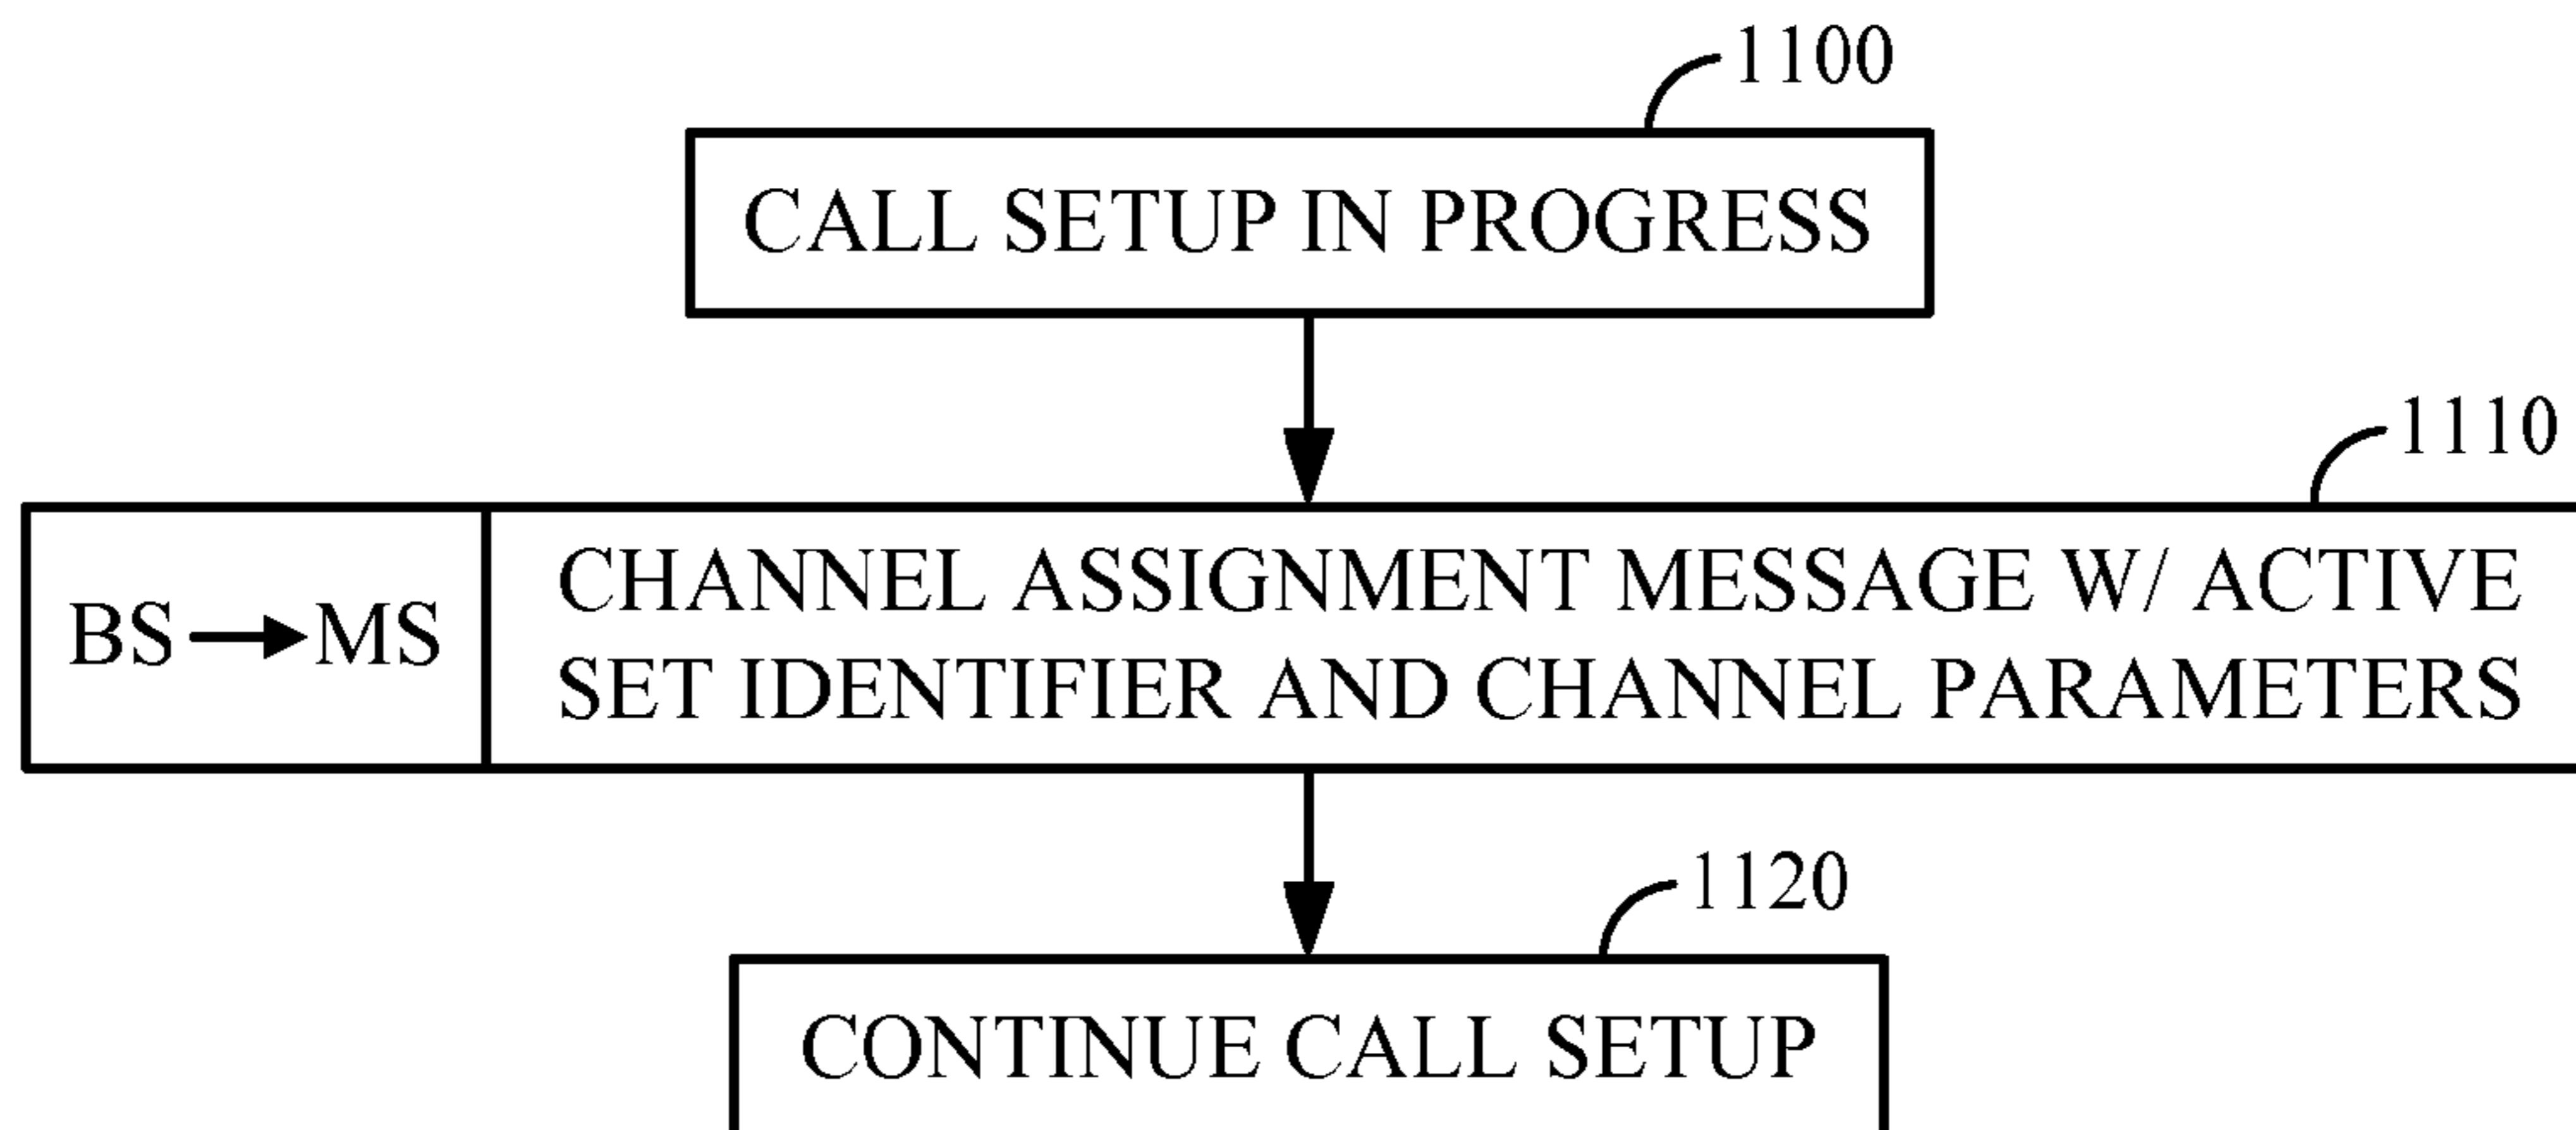 1100
CALL SETUP IN PROGRESS
1110
BS → MS
CHANNEL ASSIGNMENT MESSAGE W/ ACTIVE
SET IDENTIFIER AND CHANNEL PARAMETERS
1120
CONTINUE CALL SETUP